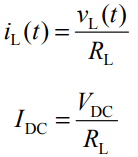 i_L(t) = v_L(t) / R_L
I_DC = V_DC / R_L